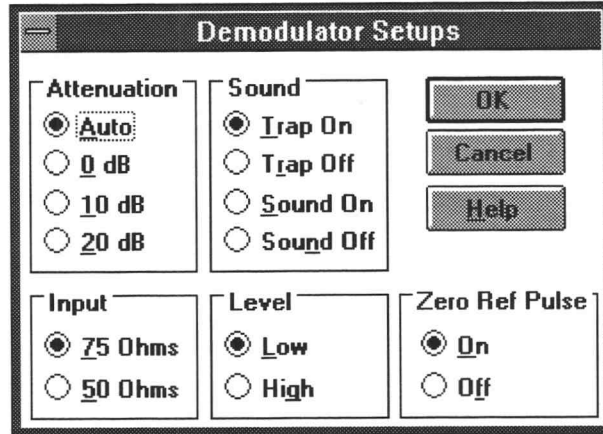 Demodulator Setups
Attenuation
Auto
0 dB
10 dB
20 dB
Sound
Trap On
Trap Off
Sound On
Sound Off
OK
Cancel
Help
Input
75 Ohms
50 Ohms
Level
Low
High
Zero Ref Pulse
On
Off